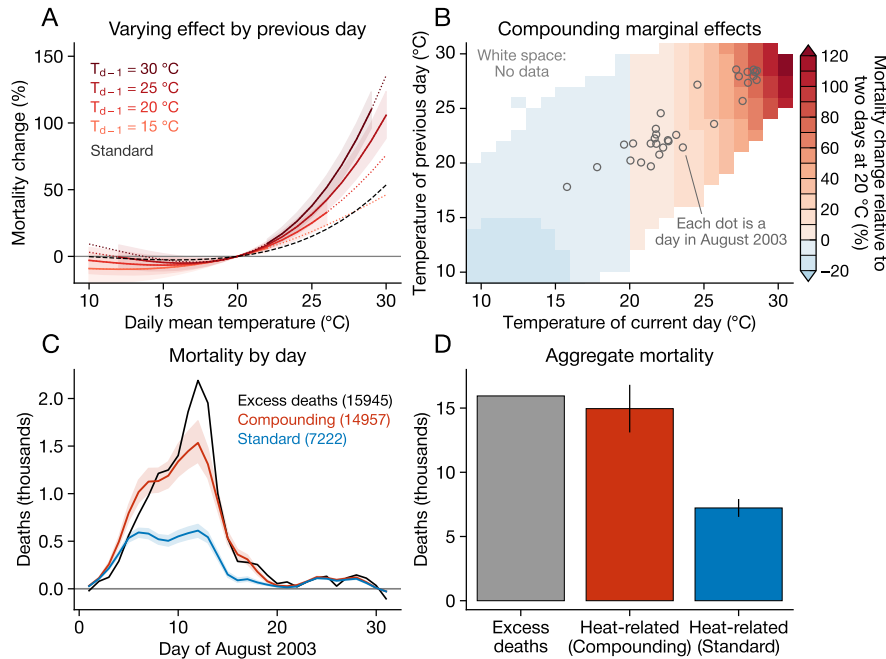 A
Varying effect by previous day
150
100
50
0
Mortality change (%)
T d – 1 = 30 °C
T d – 1 = 25 °C
T d – 1 = 20 °C
T d – 1 = 15 °C
Standard
10
15
20
25
30
Daily mean temperature (°C)
B
Compounding marginal effects
30
25
20
15
10
Temperature of previous day (°C)
White space:
No data
Each dot is a
day in August 2003
10
15
20
25
30
Temperature of current day (°C)
120
100
80
60
40
20
0
−20
Mortality change relative to
two days at 20 °C (%)
C
Mortality by day
2.0
1.5
1.0
0.5
0.0
Deaths (thousands)
Excess deaths (15945)
Compounding (14957)
Standard (7222)
0
10
20
30
Day of August 2003
D
Aggregate mortality
15
10
5
0
Deaths (thousands)
Excess
deaths
Heat-related
(Compounding)
Heat-related
(Standard)